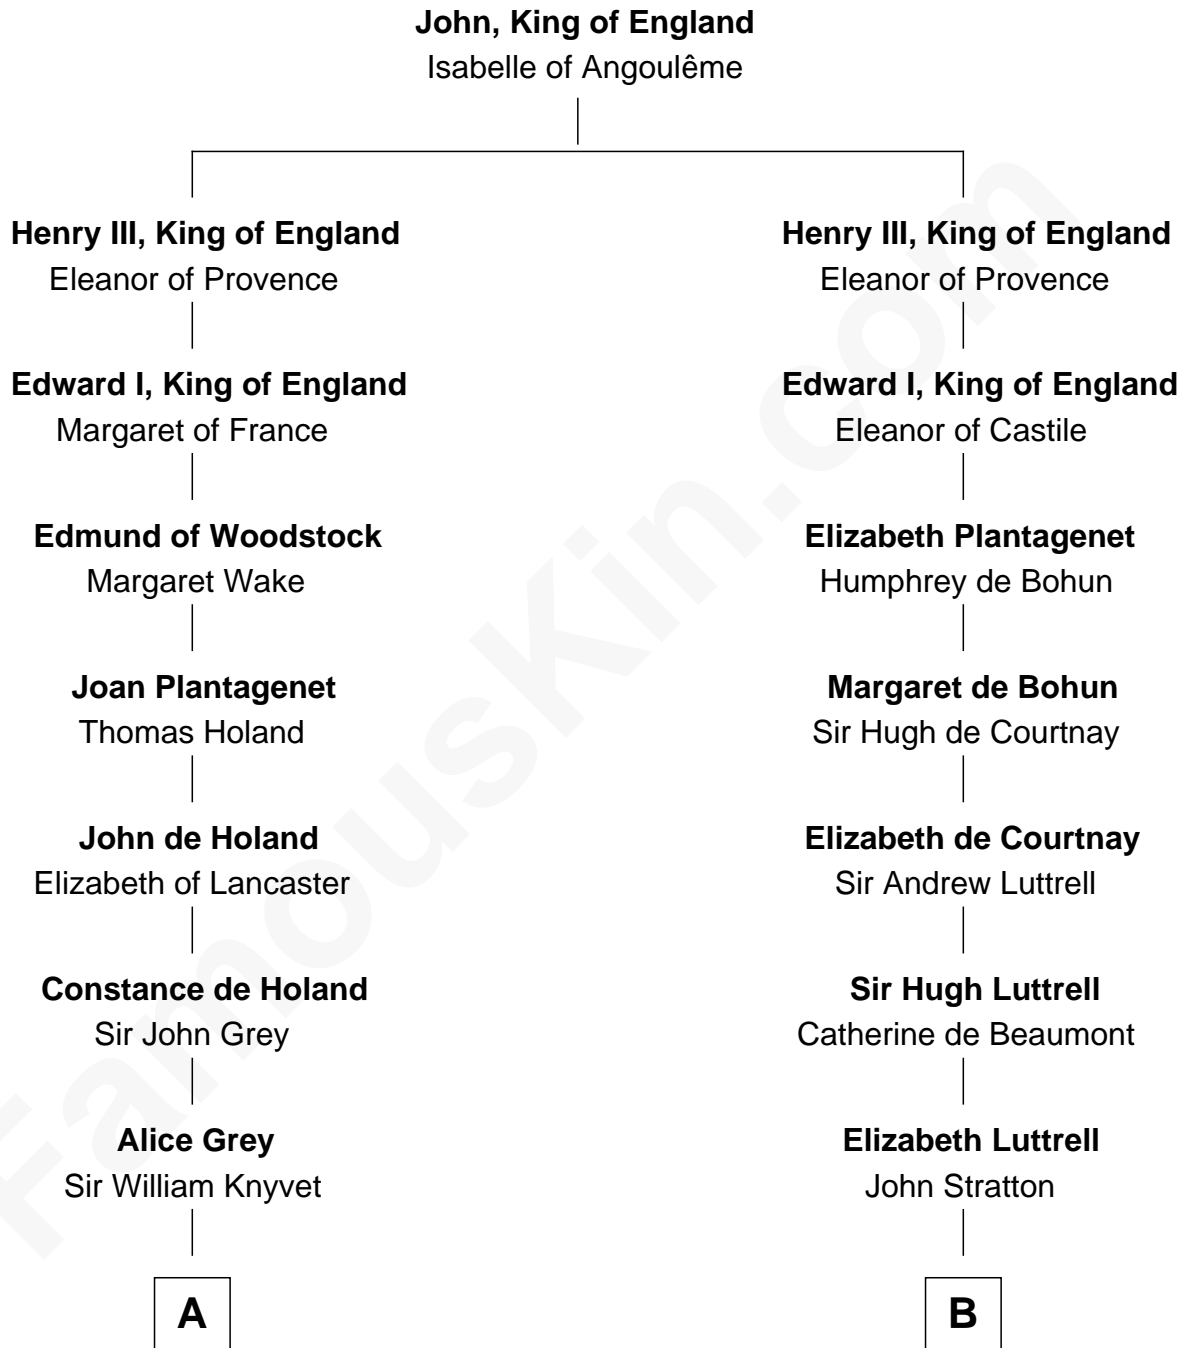 John, King of England
Isabelle of Angoulême
Henry III, King of England
Eleanor of Provence
Edward I, King of England
Margaret of France
Edmund of Woodstock
Margaret Wake
Joan Plantagenet
Thomas Holand
John de Holand
Elizabeth of Lancaster
Constance de Holand
Sir John Grey
Alice Grey
Sir William Knyvet
A
Henry III, King of England
Eleanor of Provence
Edward I, King of England
Eleanor of Castile
Elizabeth Plantagenet
Humphrey de Bohun
Margaret de Bohun
Sir Hugh de Courtnay
Elizabeth de Courtnay
Sir Andrew Luttrell
Sir Hugh Luttrell
Catherine de Beaumont
Elizabeth Luttrell
John Stratton
B
FamousKin.com